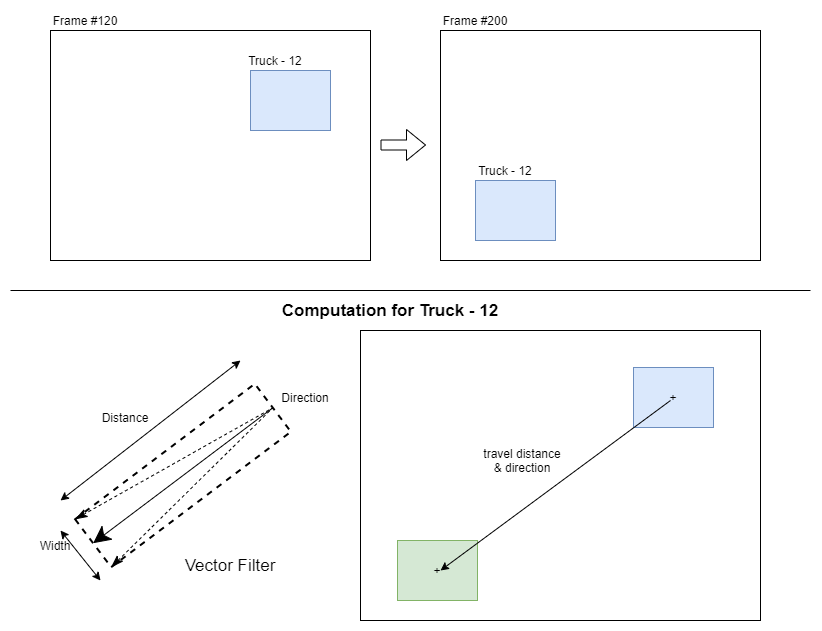 Frame #120
Frame #200
Truck - 12
Truck - 12
Computation for Truck - 12
Distance
Direction
Width
Vector Filter
travel distance
& direction